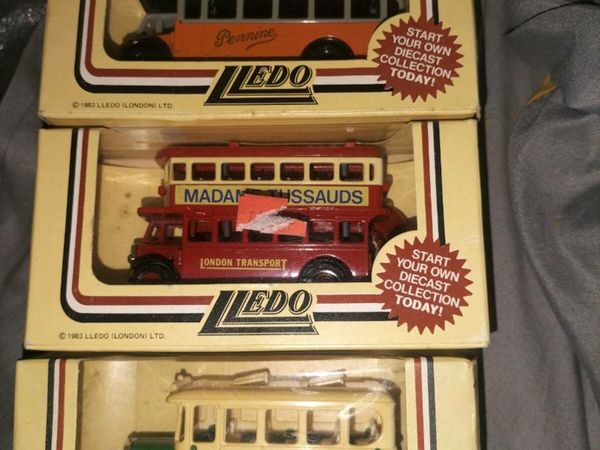 Pennine
START
YOUR OWN
DIECAST
COLLECTION
TODAY!
LLEDO
© 1983 LLEDO (LONDON) LTD.
MADAM TUSSAUDS
LONDON TRANSPORT
START
YOUR OWN
DIECAST
COLLECTION
TODAY!
LLEDO
© 1983 LLEDO (LONDON) LTD.